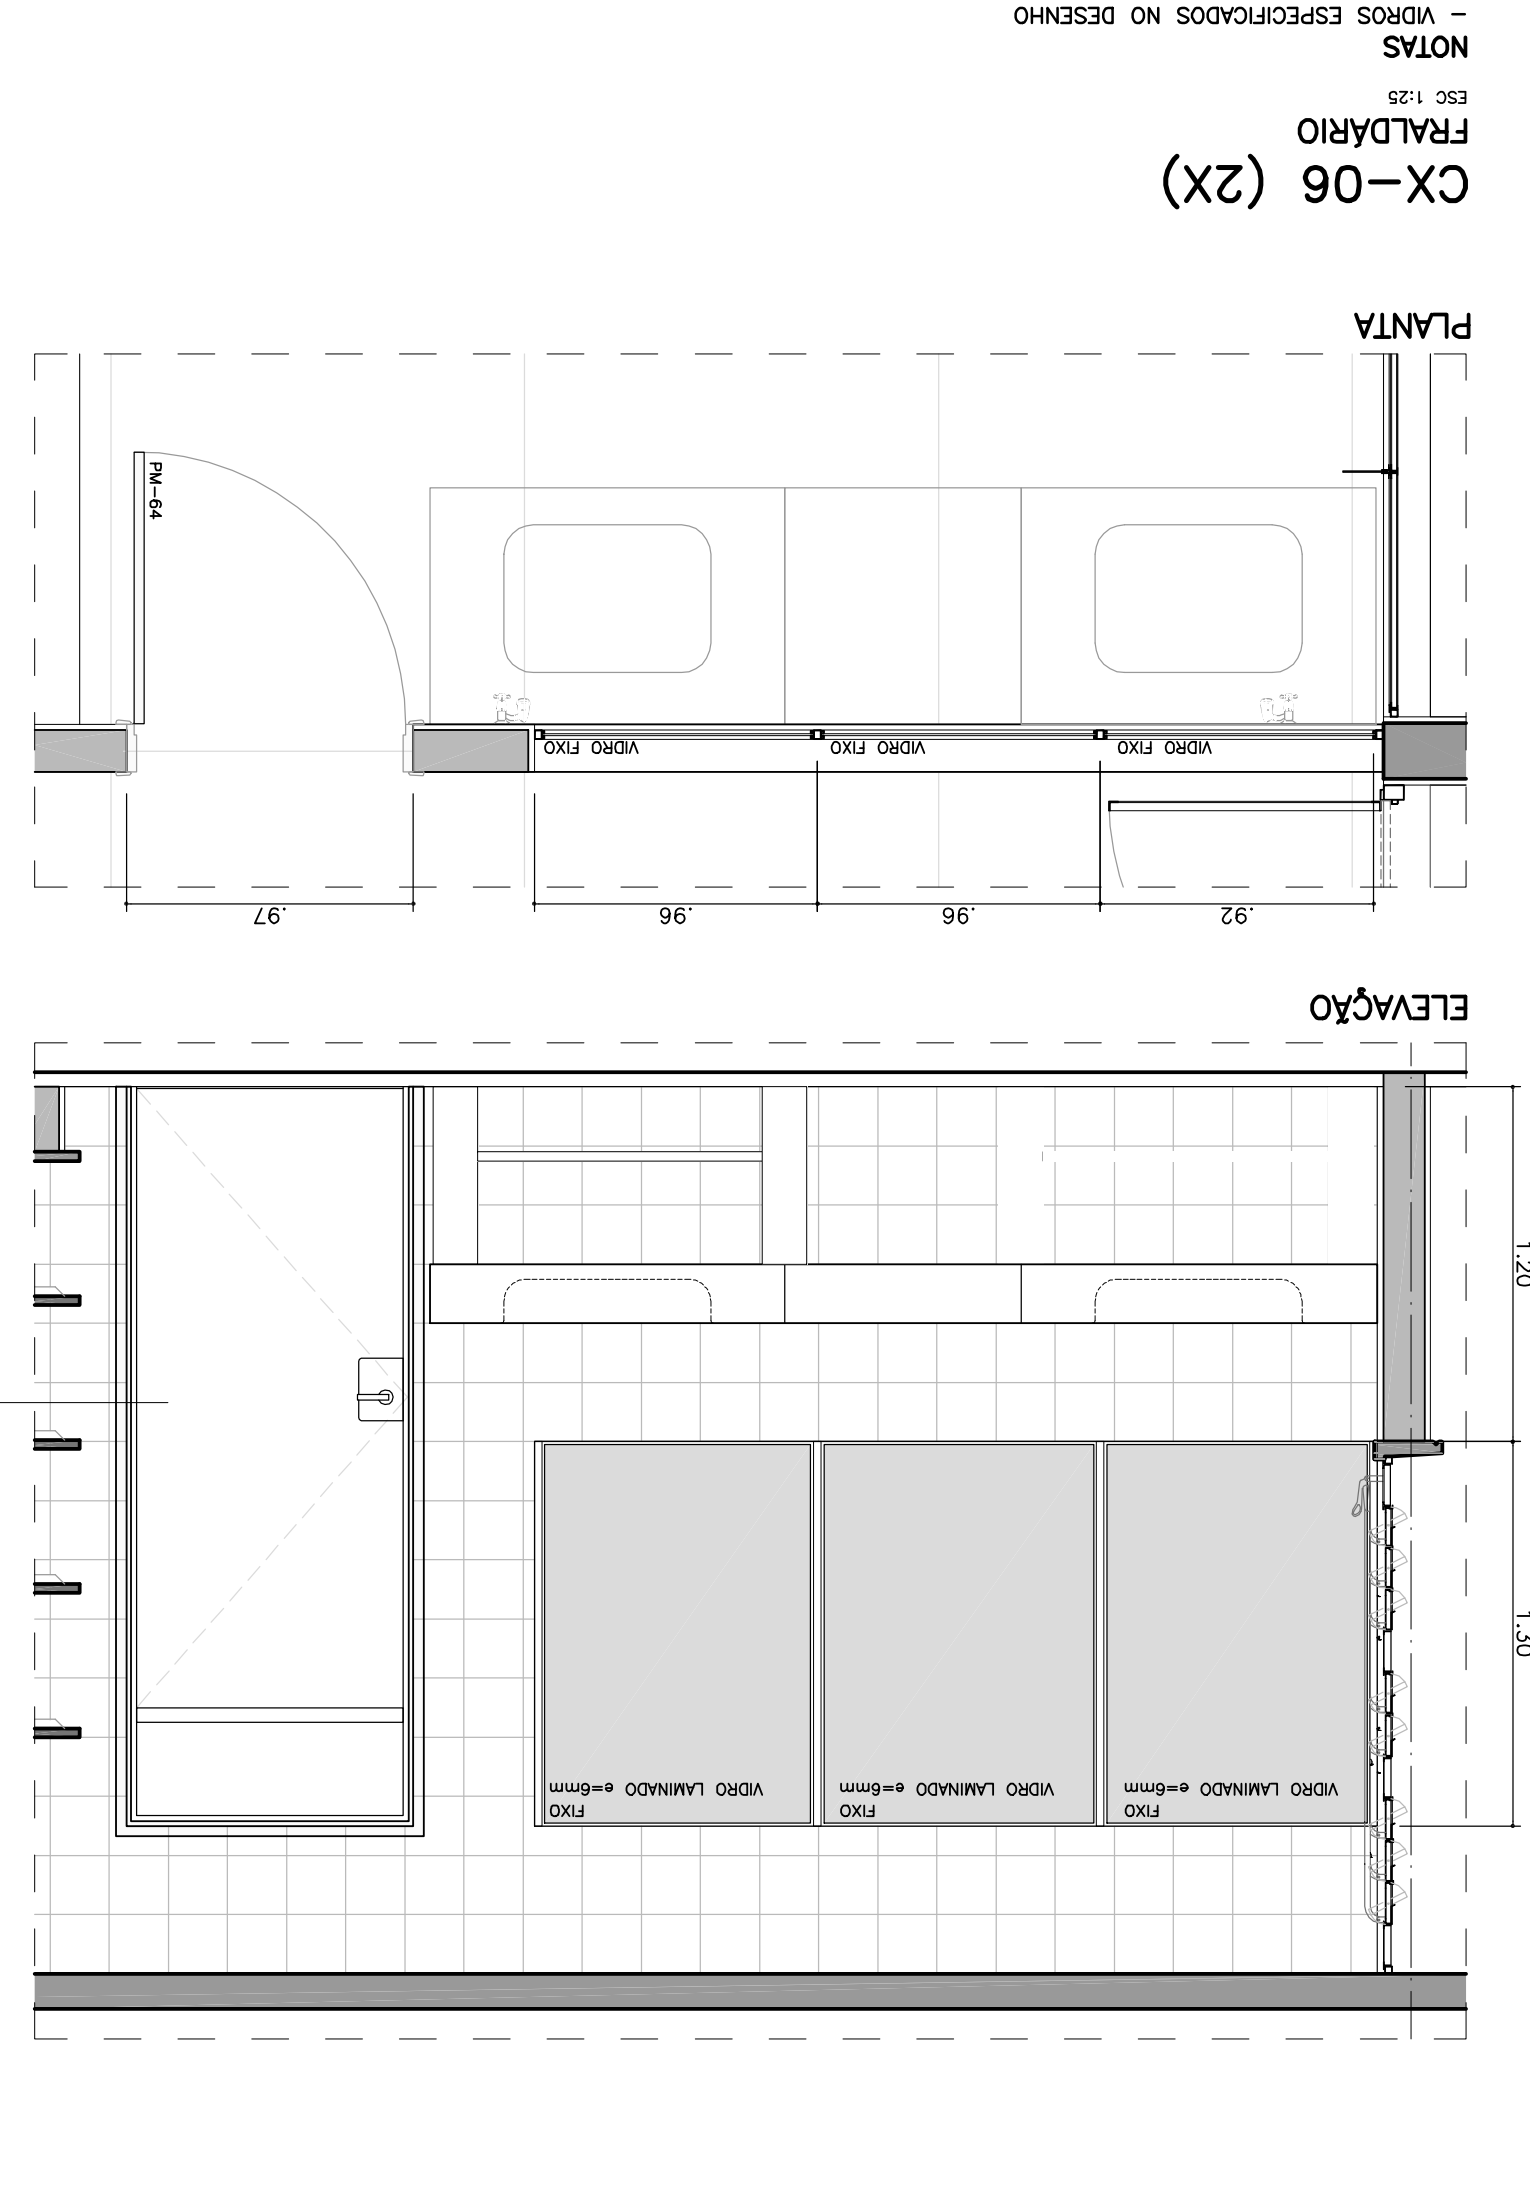 FIXO
VIDRO LAMINADO e=6mm
FIXO
VIDRO LAMINADO e=6mm
FIXO
VIDRO LAMINADO e=6mm
1.30
1.20
ELEVAÇÃO
.92
.96
.96
.97
VIDRO FIXO
VIDRO FIXO
VIDRO FIXO
PM-64
PLANTA
CX-06 (2X)
FRALDÁRIO
ESC 1:25
NOTAS
- VIDROS ESPECIFICADOS NO DESENHO